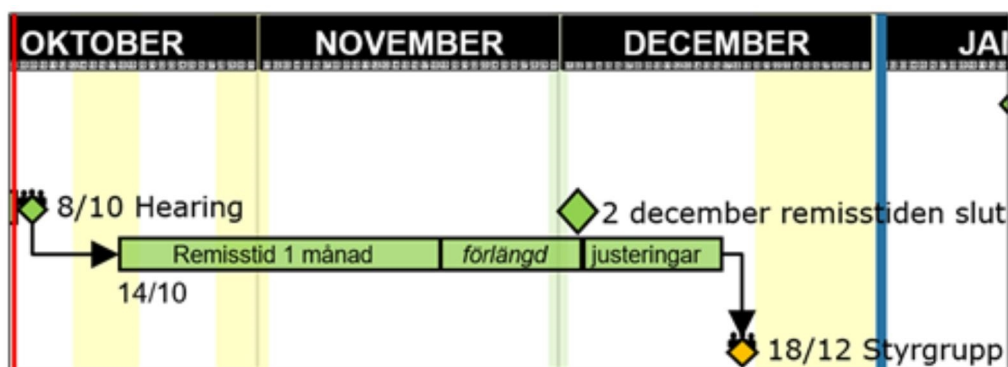 OKTOBER NOVEMBER DECEMBER JA
8/10 Hearing
2 december remisstiden slut
Remisstid 1 månad förlängd justeringar
14/10
18/12 Styrgrupp